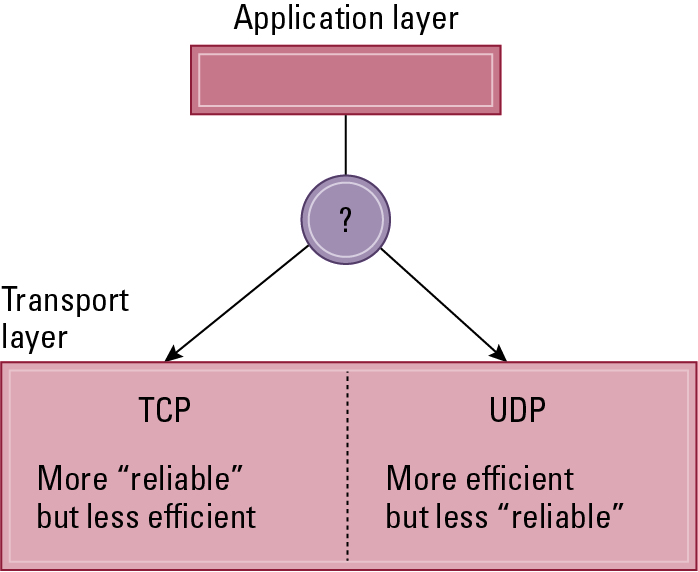 Application layer
?
Transport
layer
TCP
More “reliable”
but less efficient
UDP
More efficient
but less “reliable”